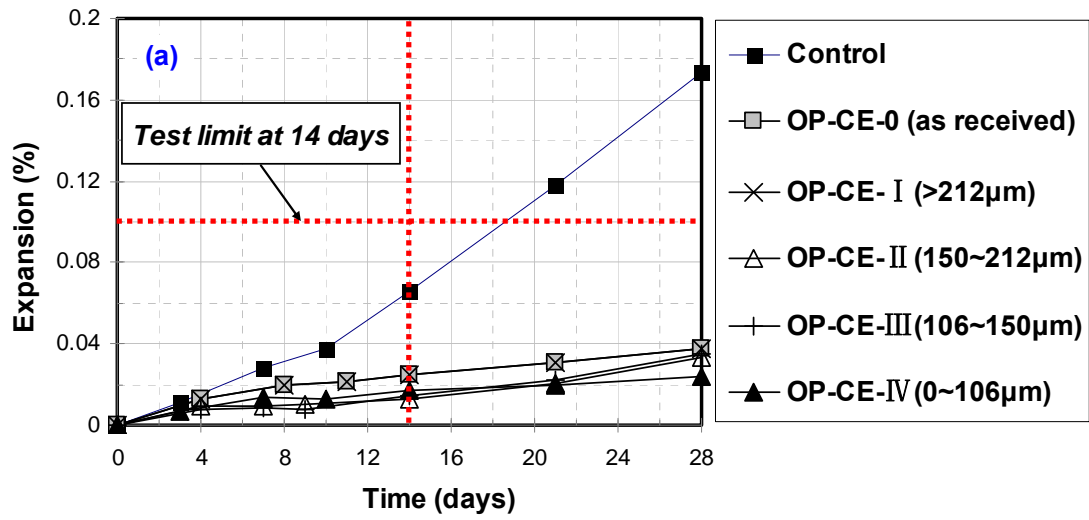 0.2
(a)
0.16
Test limit at 14 days
0.12
0.08
0.04
0
Expansion (%)
0 4 8 12 16 20 24 28
Time (days)
Control
OP-CE-0 (as received)
OP-CE-Ⅰ (>212µm)
OP-CE-Ⅱ (150~212µm)
OP-CE-Ⅲ (106~150µm)
OP-CE-Ⅳ (0~106µm)